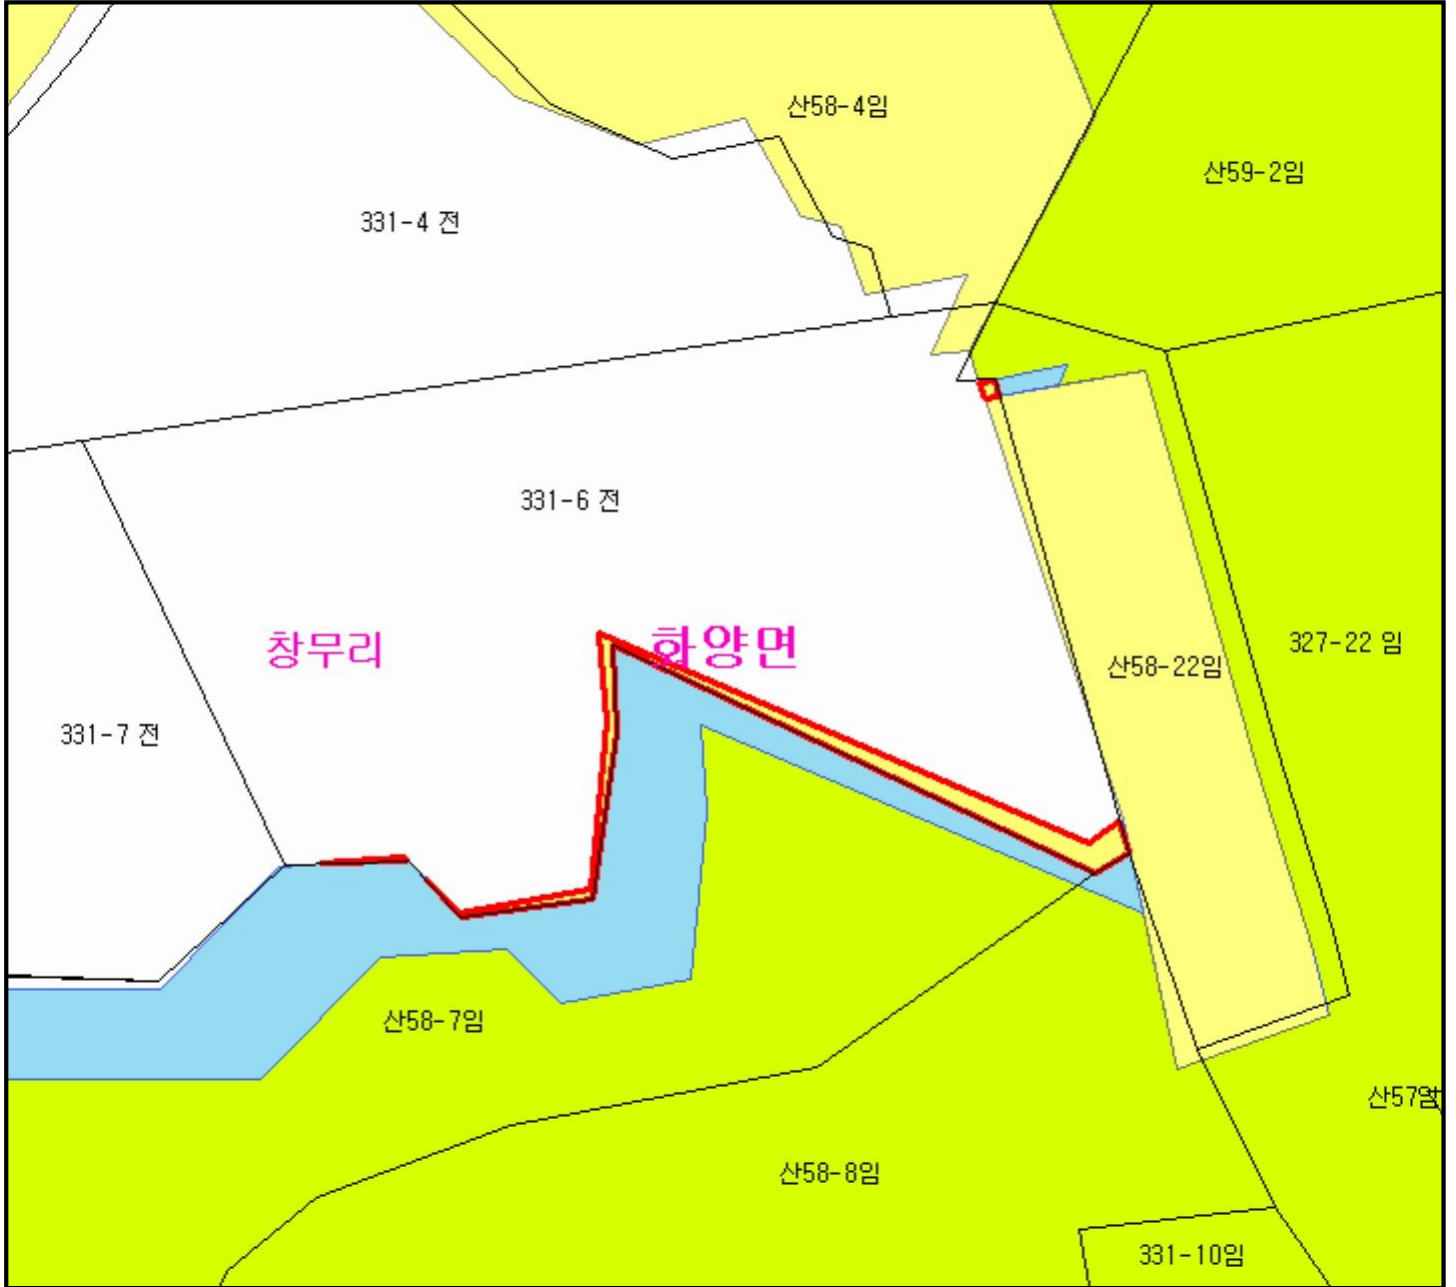 산58-4임
산59-2임
331-4 전
331-6 전
창무리
화양면
327-22 임
산58-22임
331-7 전
산58-7임
산57임
산58-8임
331-10임